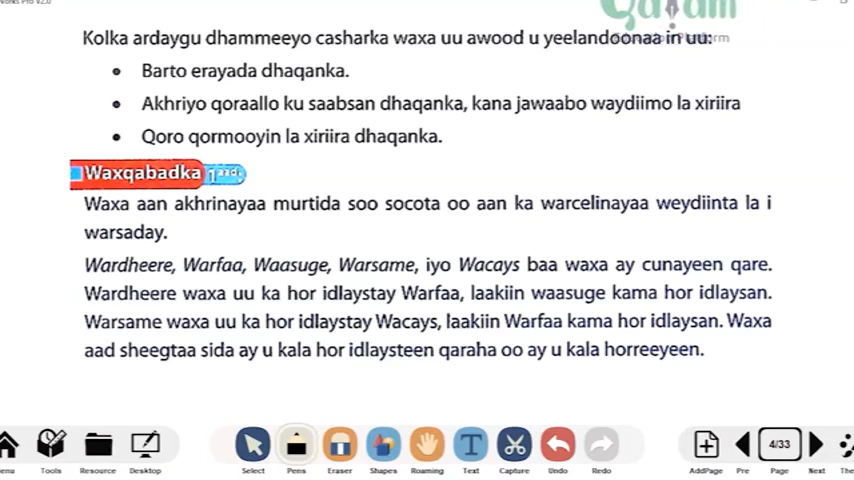 Kolka ardaygu dhammeeyo casharka waxa uu awood u yeelandoonaa in uu:
• Barto erayada dhaqanka.
• Akhriyo qoraallo ku saabsan dhaqanka, kana jawaabo waydiimo la xiriira
• Qoro qormooyin la xiriira dhaqanka.
Waxqabadka 1aad:
Waxa aan akhrinayaa murtida soo socota oo aan ka warcelinayaa weydiinta la i
warsaday.
Wardheere, Warfaa, Waasuge, Warsame, iyo Wacays baa waxa ay cunayeen qare.
Wardheere waxa uu ka hor idlaystay Warfaa, laakiin waasuge kama hor idlaysan.
Warsame waxa uu ka hor idlaystay Wacays, laakiin Warfaa kama hor idlaysan. Waxa
aad sheegtaa sida ay u kala hor idlaysteen qaraha oo ay u kala horreeyeen.
4/33
Tools Resource Desktop Select Pens Eraser Shapes Roaming Text Capture Undo Redo AddPage Pre Page Next